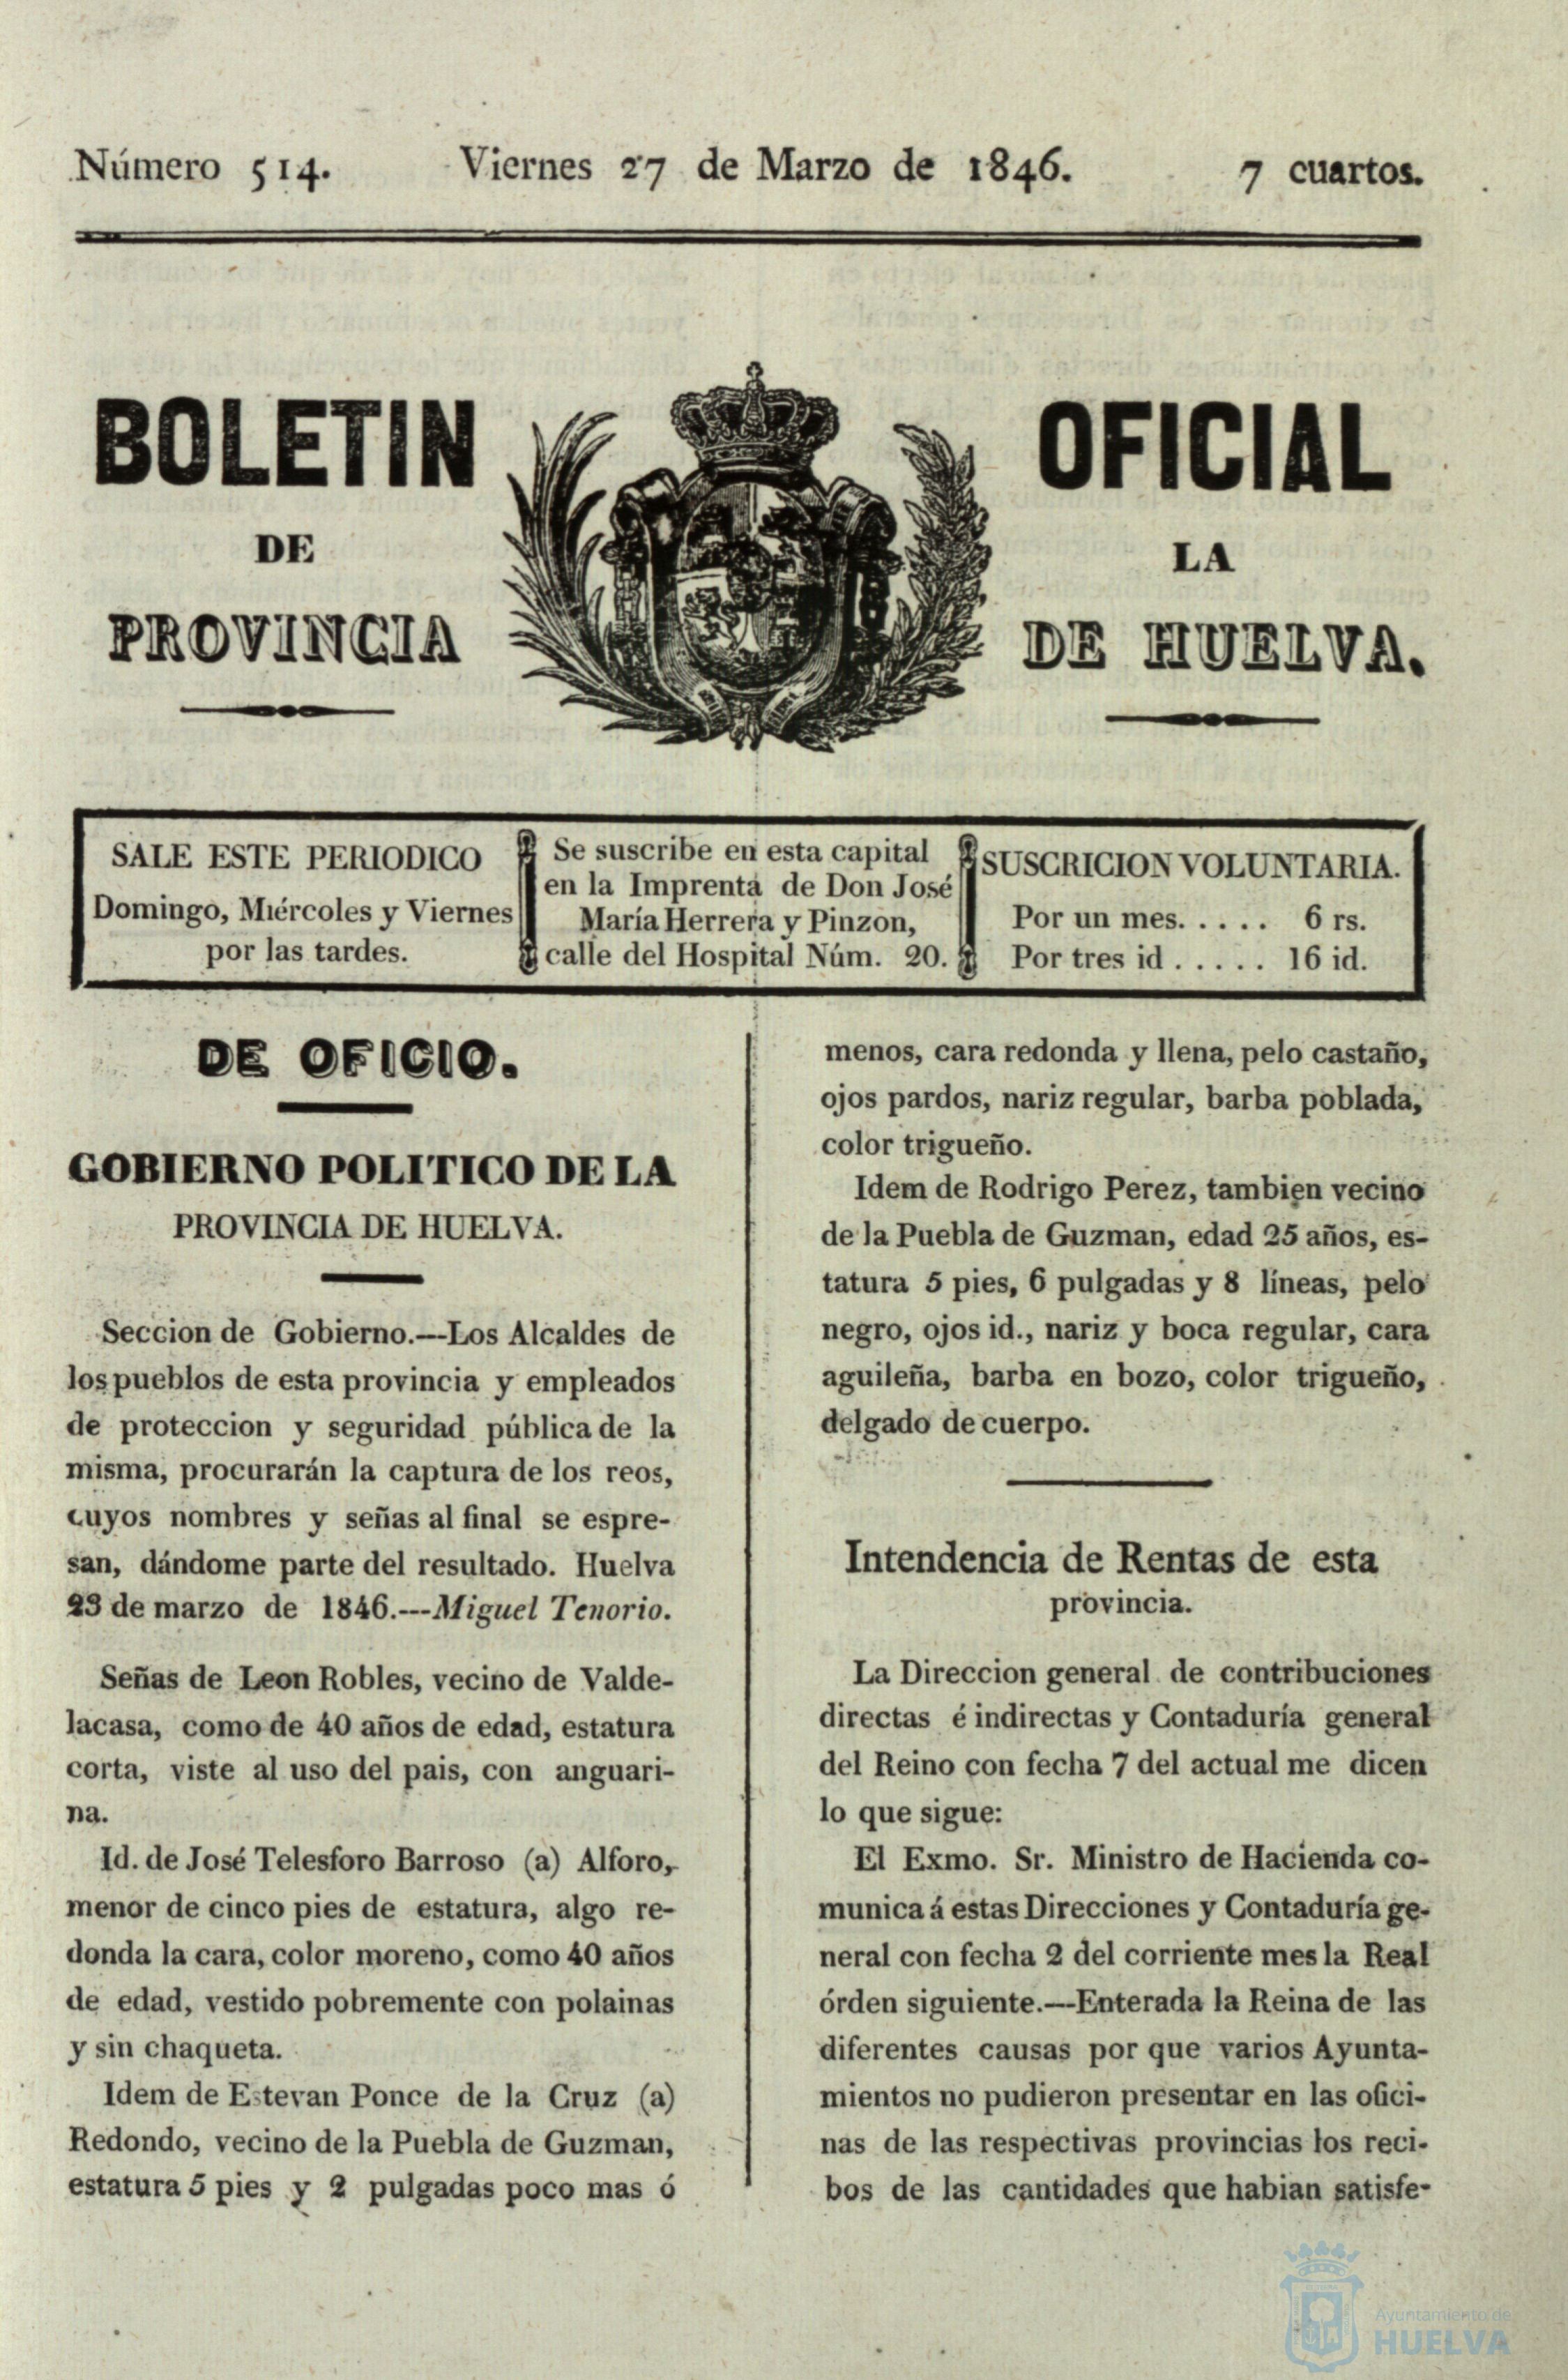 Número 514. Viernes 27 de Marzo de 1846. 7 cuartos.
BOLETIN OFICIAL
DE LA
PROVINCIA DE HUELVA.
SALE ESTE PERIODICO
Domingo, Miércoles y Viernes
por las tardes.
Se suscribe en esta capital
en la Imprenta de Don José
María Herrera y Pinzon,
calle del Hospital Núm. 20.
SUSCRICION VOLUNTARIA.
Por un mes. . . . . 6 rs.
Por tres id . . . . . 16 id.
DE OFICIO.
GOBIERNO POLITICO DE LA
PROVINCIA DE HUELVA.
Seccion de Gobierno.---Los Alcaldes de
los pueblos de esta provincia y empleados
de proteccion y seguridad pública de la
misma, procurarán la captura de los reos,
cuyos nombres y señas al final se espre-
san, dándome parte del resultado. Huelva
23 de marzo de 1846.---Miguel Tenorio.
Señas de Leon Robles, vecino de Valde-
lacasa, como de 40 años de edad, estatura
corta, viste al uso del pais, con anguari-
na.
Id. de José Telesforo Barroso (a) Alforo,
menor de cinco pies de estatura, algo re-
donda la cara, color moreno, como 40 años
de edad, vestido pobremente con polainas
y sin chaqueta.
Idem de Estevan Ponce de la Cruz (a)
Redondo, vecino de la Puebla de Guzman,
estatura 5 pies y 2 pulgadas poco mas ó
menos, cara redonda y llena, pelo castaño,
ojos pardos, nariz regular, barba poblada,
color trigueño.
Idem de Rodrigo Perez, tambien vecino
de la Puebla de Guzman, edad 25 años, es-
tatura 5 pies, 6 pulgadas y 8 líneas, pelo
negro, ojos id., nariz y boca regular, cara
aguileña, barba en bozo, color trigueño,
delgado de cuerpo.
Intendencia de Rentas de esta
provincia.
La Direccion general de contribuciones
directas é indirectas y Contaduría general
del Reino con fecha 7 del actual me dicen
lo que sigue:
El Exmo. Sr. Ministro de Hacienda co-
munica á estas Direcciones y Contaduría ge-
neral con fecha 2 del corriente mes la Real
órden siguiente.---Enterada la Reina de las
diferentes causas por que varios Ayunta-
mientos no pudieron presentar en las ofici-
nas de las respectivas provincias los reci-
bos de las cantidades que habian satisfe-
Ayuntamiento de
HUELVA